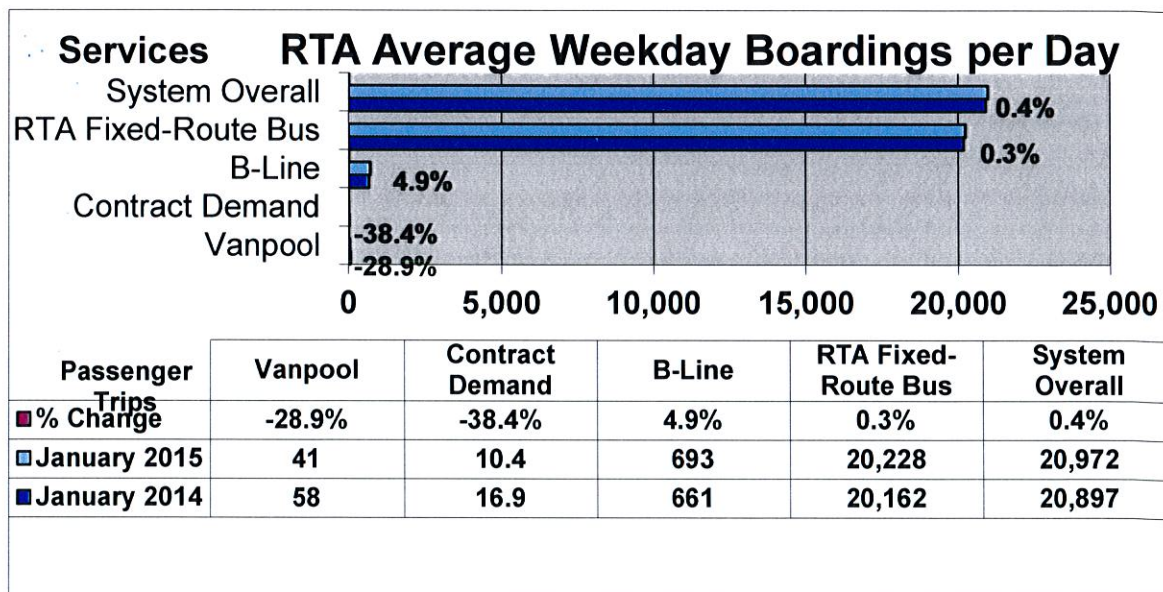 Services RTA Average Weekday Boardings per Day
System Overall
0.4%
RTA Fixed-Route Bus
0.3%
B-Line
4.9%
Contract Demand
-38.4%
Vanpool
-28.9%
0 5,000 10,000 15,000 20,000 25,000
Passenger Trips Vanpool Contract Demand B-Line RTA Fixed-Route Bus System Overall
% Change -28.9% -38.4% 4.9% 0.3% 0.4%
January 2015 41 10.4 693 20,228 20,972
January 2014 58 16.9 661 20,162 20,897